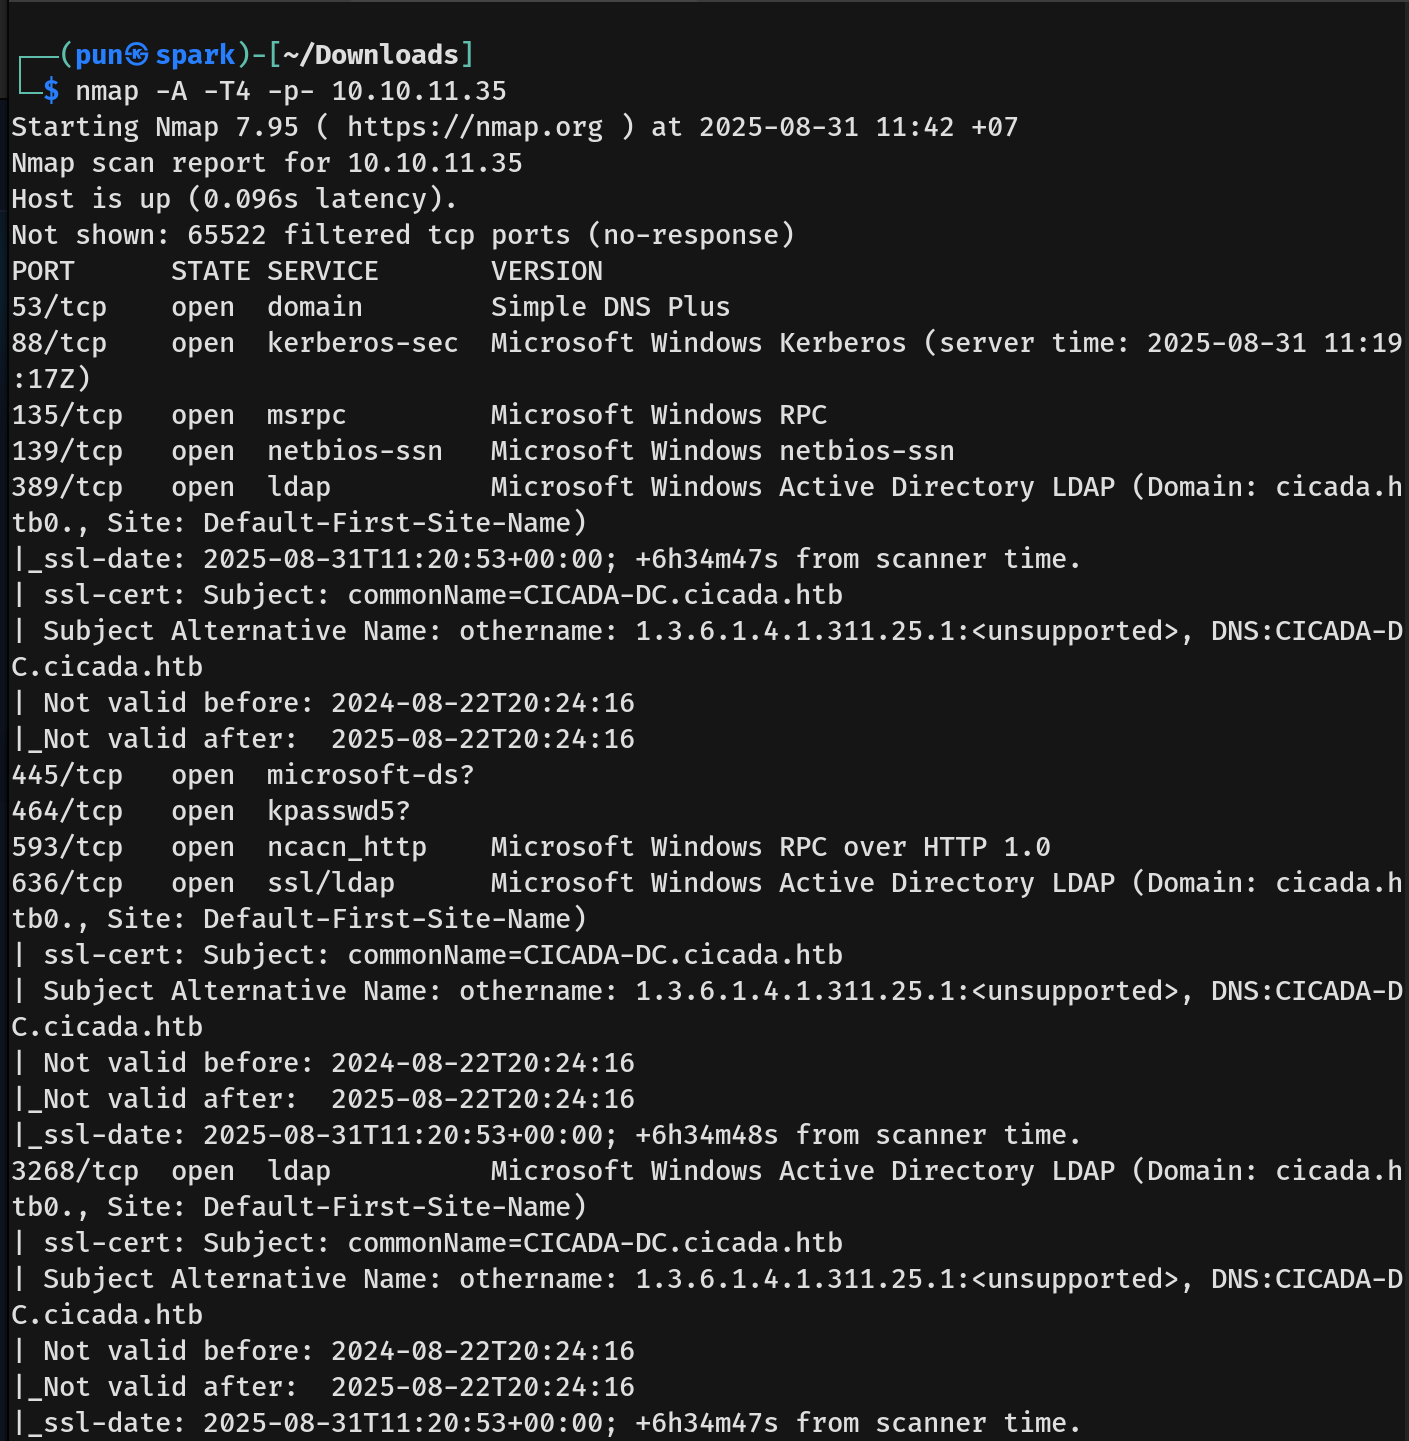 ┌──(pun㉿spark)-[~/Downloads]
└─$ nmap -A -T4 -p- 10.10.11.35
Starting Nmap 7.95 ( https://nmap.org ) at 2025-08-31 11:42 +07
Nmap scan report for 10.10.11.35
Host is up (0.096s latency).
Not shown: 65522 filtered tcp ports (no-response)
PORT      STATE SERVICE       VERSION
53/tcp    open  domain        Simple DNS Plus
88/tcp    open  kerberos-sec  Microsoft Windows Kerberos (server time: 2025-08-31 11:19
:17Z)
135/tcp   open  msrpc         Microsoft Windows RPC
139/tcp   open  netbios-ssn   Microsoft Windows netbios-ssn
389/tcp   open  ldap          Microsoft Windows Active Directory LDAP (Domain: cicada.h
tb0., Site: Default-First-Site-Name)
|_ssl-date: 2025-08-31T11:20:53+00:00; +6h34m47s from scanner time.
| ssl-cert: Subject: commonName=CICADA-DC.cicada.htb
| Subject Alternative Name: othername: 1.3.6.1.4.1.311.25.1:<unsupported>, DNS:CICADA-D
C.cicada.htb
| Not valid before: 2024-08-22T20:24:16
|_Not valid after:  2025-08-22T20:24:16
445/tcp   open  microsoft-ds?
464/tcp   open  kpasswd5?
593/tcp   open  ncacn_http    Microsoft Windows RPC over HTTP 1.0
636/tcp   open  ssl/ldap      Microsoft Windows Active Directory LDAP (Domain: cicada.h
tb0., Site: Default-First-Site-Name)
| ssl-cert: Subject: commonName=CICADA-DC.cicada.htb
| Subject Alternative Name: othername: 1.3.6.1.4.1.311.25.1:<unsupported>, DNS:CICADA-D
C.cicada.htb
| Not valid before: 2024-08-22T20:24:16
|_Not valid after:  2025-08-22T20:24:16
|_ssl-date: 2025-08-31T11:20:53+00:00; +6h34m48s from scanner time.
3268/tcp  open  ldap          Microsoft Windows Active Directory LDAP (Domain: cicada.h
tb0., Site: Default-First-Site-Name)
| ssl-cert: Subject: commonName=CICADA-DC.cicada.htb
| Subject Alternative Name: othername: 1.3.6.1.4.1.311.25.1:<unsupported>, DNS:CICADA-D
C.cicada.htb
| Not valid before: 2024-08-22T20:24:16
|_Not valid after:  2025-08-22T20:24:16
|_ssl-date: 2025-08-31T11:20:53+00:00; +6h34m47s from scanner time.